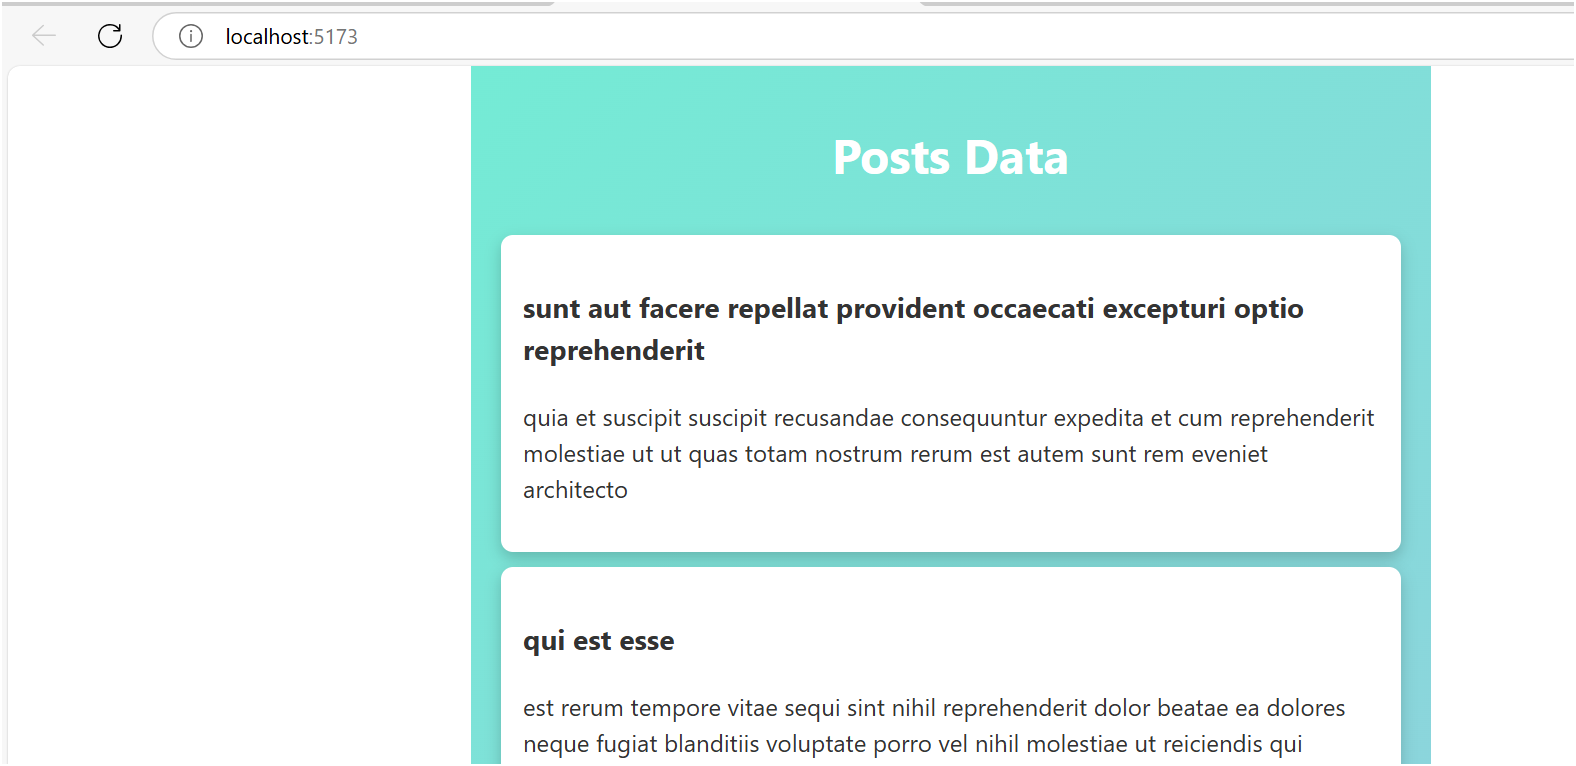 localhost:5173
Posts Data
sunt aut facere repellat provident occaecati excepturi optio
reprehenderit
quia et suscipit suscipit recusandae consequuntur expedita et cum reprehenderit
molestiae ut ut quas totam nostrum rerum est autem sunt rem eveniet
architecto
qui est esse
est rerum tempore vitae sequi sint nihil reprehenderit dolor beatae ea dolores
neque fugiat blanditiis voluptate porro vel nihil molestiae ut reiciendis qui